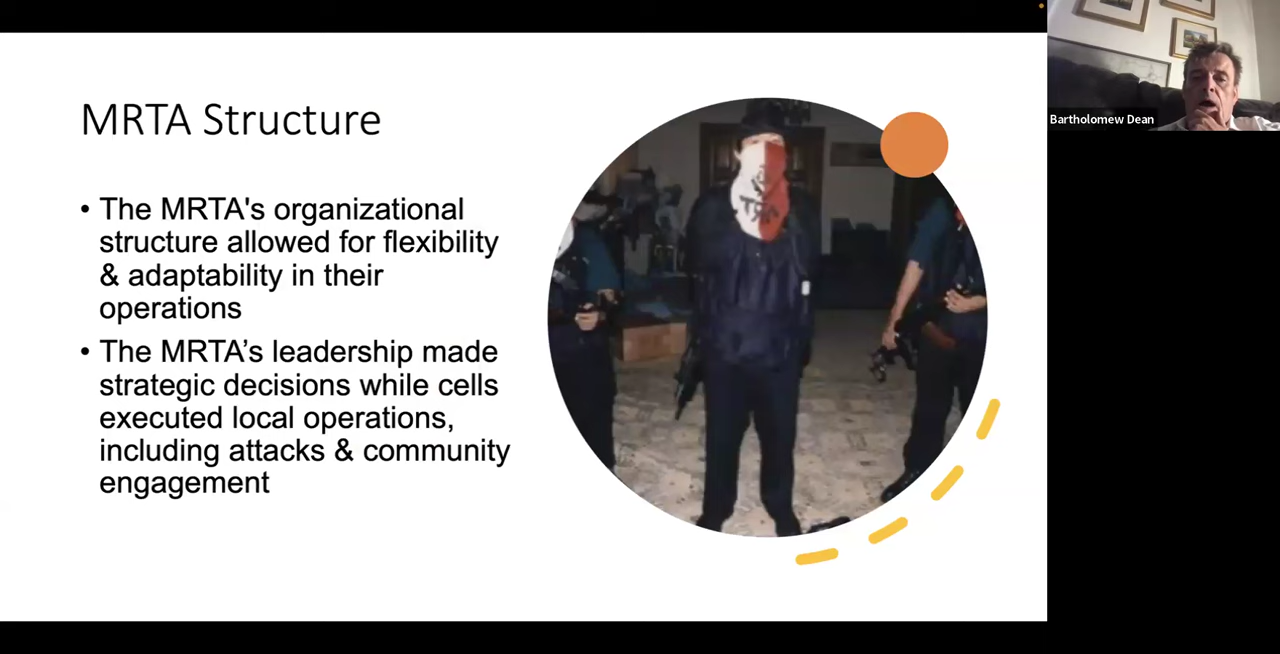 MRTA Structure
• The MRTA's organizational
structure allowed for flexibility
& adaptability in their
operations
• The MRTA’s leadership made
strategic decisions while cells
executed local operations,
including attacks & community
engagement
Bartholomew Dean